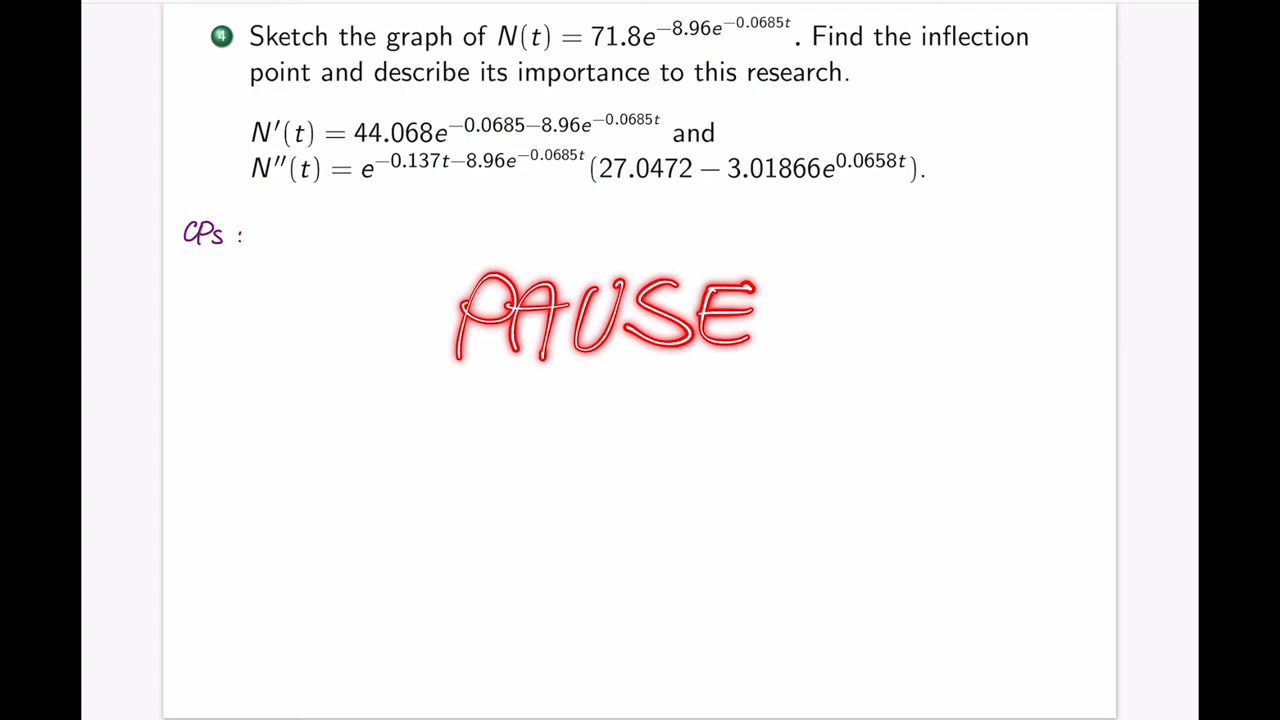 4 Sketch the graph of N(t) = 71.8e^{−8.96e^{−0.0685t}}. Find the inflection
point and describe its importance to this research.
N′(t) = 44.068e^{−0.0685−8.96e^{−0.0685t}} and
N″(t) = e^{−0.137t−8.96e^{−0.0685t}}(27.0472 − 3.01866e^{0.0658t}).
CPs :
PAUSE